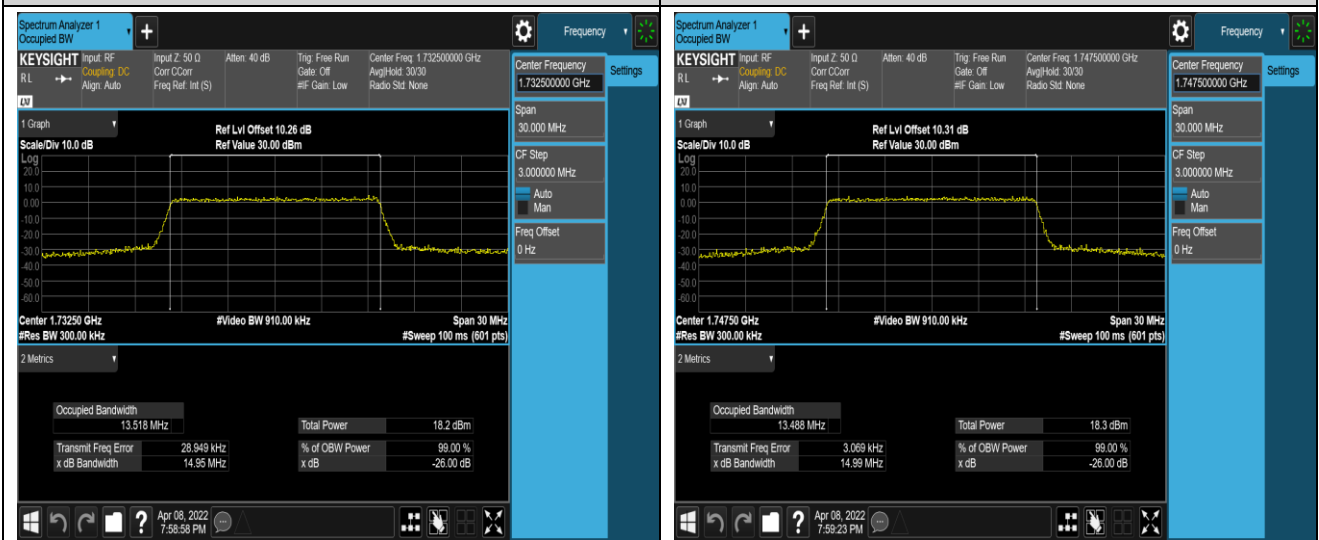 Spectrum Analyzer 1
Occupied BW
+
Frequency
KEYSIGHT
RL
LXI
Input: RF
Coupling: DC
Align: Auto
Input Z: 50 Ω
Corr CCorr
Freq Ref: Int (S)
Atten: 40 dB
Trig: Free Run
Gate: Off
#IF Gain: Low
Center Freq: 1.732500000 GHz
Avg|Hold: 30/30
Radio Std: None
Center Frequency
1.732500000 GHz
Settings
Span
30.000 MHz
CF Step
3.000000 MHz
Auto
Man
Freq Offset
0 Hz
1 Graph
Scale/Div 10.0 dB
Ref Lvl Offset 10.26 dB
Ref Value 30.00 dBm
Log
20.0
10.0
0.00
-10.0
-20.0
-30.0
-40.0
-50.0
-60.0
Center 1.73250 GHz
#Video BW 910.00 kHz
Span 30 MHz
#Res BW 300.00 kHz
#Sweep 100 ms (601 pts)
2 Metrics
Occupied Bandwidth
13.518 MHz
Total Power 18.2 dBm
Transmit Freq Error 28.949 kHz
% of OBW Power 99.00 %
x dB Bandwidth 14.95 MHz
x dB -26.00 dB
?
Apr 08, 2022
7:58:58 PM
Spectrum Analyzer 1
Occupied BW
+
Frequency
KEYSIGHT
RL
LXI
Input: RF
Coupling: DC
Align: Auto
Input Z: 50 Ω
Corr CCorr
Freq Ref: Int (S)
Atten: 40 dB
Trig: Free Run
Gate: Off
#IF Gain: Low
Center Freq: 1.747500000 GHz
Avg|Hold: 30/30
Radio Std: None
Center Frequency
1.747500000 GHz
Settings
Span
30.000 MHz
CF Step
3.000000 MHz
Auto
Man
Freq Offset
0 Hz
1 Graph
Scale/Div 10.0 dB
Ref Lvl Offset 10.31 dB
Ref Value 30.00 dBm
Log
20.0
10.0
0.00
-10.0
-20.0
-30.0
-40.0
-50.0
-60.0
Center 1.74750 GHz
#Video BW 910.00 kHz
Span 30 MHz
#Res BW 300.00 kHz
#Sweep 100 ms (601 pts)
2 Metrics
Occupied Bandwidth
13.488 MHz
Total Power 18.3 dBm
Transmit Freq Error 3.069 kHz
% of OBW Power 99.00 %
x dB Bandwidth 14.99 MHz
x dB -26.00 dB
?
Apr 08, 2022
7:59:23 PM